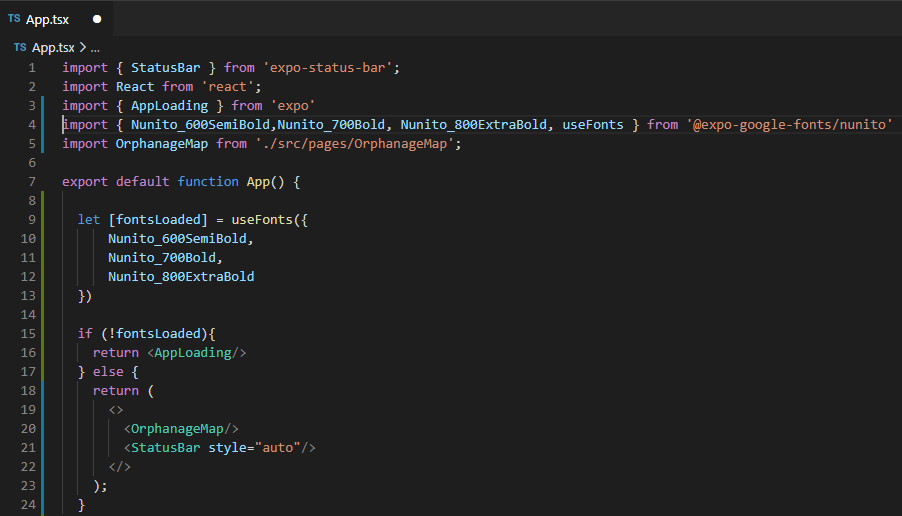 TS App.tsx ●
TS App.tsx > ...
1 import { StatusBar } from 'expo-status-bar';
2 import React from 'react';
3 import { AppLoading } from 'expo'
4 import { Nunito_600SemiBold,Nunito_700Bold, Nunito_800ExtraBold, useFonts } from '@expo-google-fonts/nunito'
5 import OrphanageMap from './src/pages/OrphanageMap';
6
7 export default function App() {
8
9   let [fontsLoaded] = useFonts({
10       Nunito_600SemiBold,
11       Nunito_700Bold,
12       Nunito_800ExtraBold
13   })
14
15   if (!fontsLoaded){
16     return <AppLoading/>
17   } else {
18     return (
19       <>
20         <OrphanageMap/>
21         <StatusBar style="auto"/>
22       </>
23     );
24   }